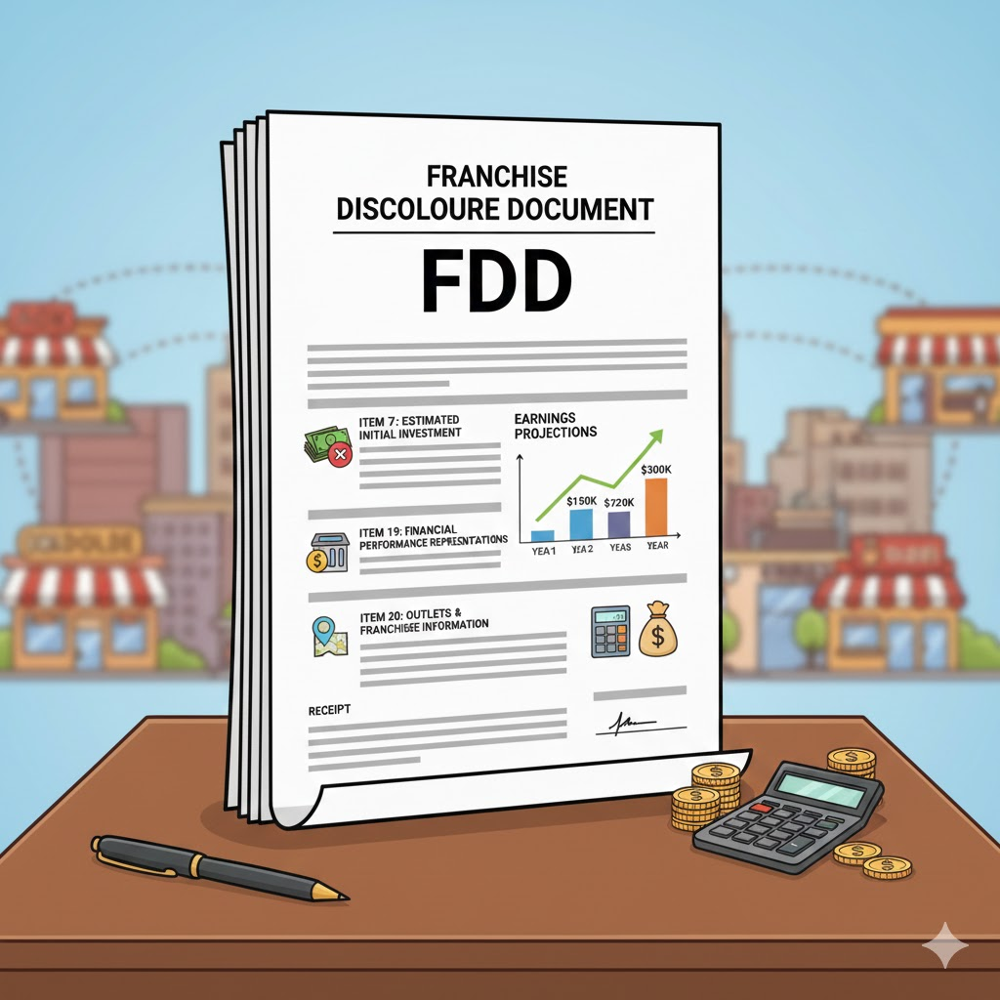 FRANCHISE
DISCOLOURE DOCUMENT
FDD
ITEM 7: ESTIMATED
INITIAL INVESTMENT
EARNINGS
PROJECTIONS
$150K
$720K
$300K
YEA1
YEA2
YEAS
YEAR
ITEM 19: FINANCIAL
PERFORMANCE REPRESNTATIONS
ITEM 20: OUTLETS &
FRANCHISEE INFORMATION
RECEIPT